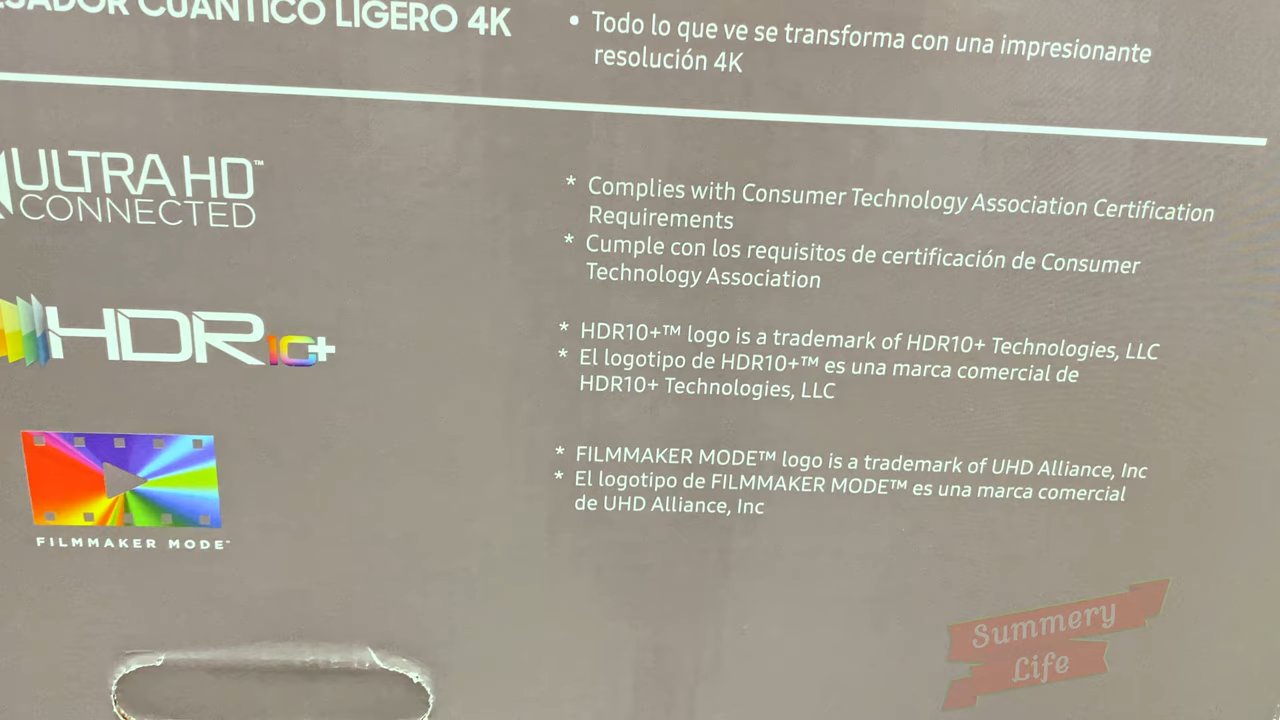 CUÁNTICO LIGERO 4K
• Todo lo que ve se transforma con una impresionante
resolución 4K
ULTRA HD™
CONNECTED
* Complies with Consumer Technology Association Certification
Requirements
* Cumple con los requisitos de certificación de Consumer
Technology Association
HDR10+
* HDR10+™ logo is a trademark of HDR10+ Technologies, LLC
* El logotipo de HDR10+™ es una marca comercial de
HDR10+ Technologies, LLC
FILMMAKER MODE™
* FILMMAKER MODE™ logo is a trademark of UHD Alliance, Inc
* El logotipo de FILMMAKER MODE™ es una marca comercial
de UHD Alliance, Inc
Summery
Life